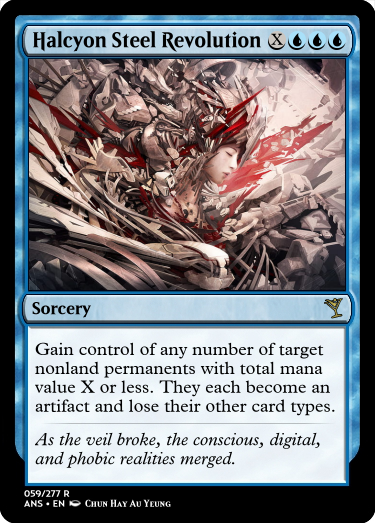 Halcyon Steel Revolution X
Sorcery
Gain control of any number of target
nonland permanents with total mana
value X or less. They each become an
artifact and lose their other card types.
As the veil broke, the conscious, digital,
and phobic realities merged.
059/277 R
ANS • EN Chun Hay Au Yeung